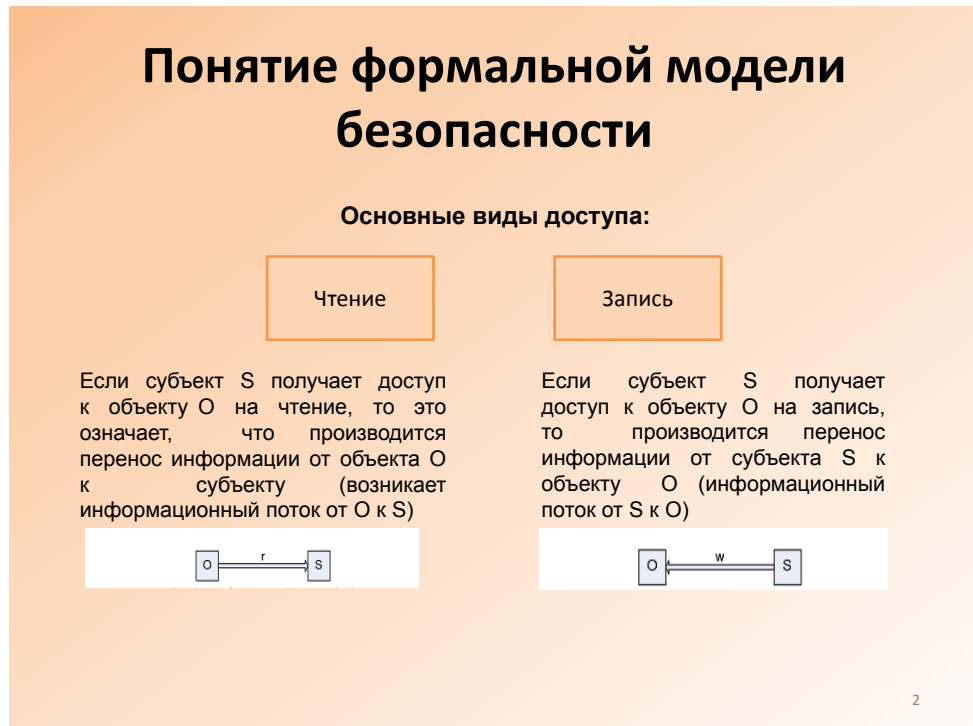 Понятие формальной модели
безопасности
Основные виды доступа:
Чтение
Запись
Если субъект S получает доступ
к объекту О на чтение, то это
означает, что производится
перенос информации от объекта О
к субъекту (возникает
информационный поток от О к S)
O r S
Если субъект S получает
доступ к объекту О на запись,
то производится перенос
информации от субъекта S к
объекту О (информационный
поток от S к О)
O w S
2